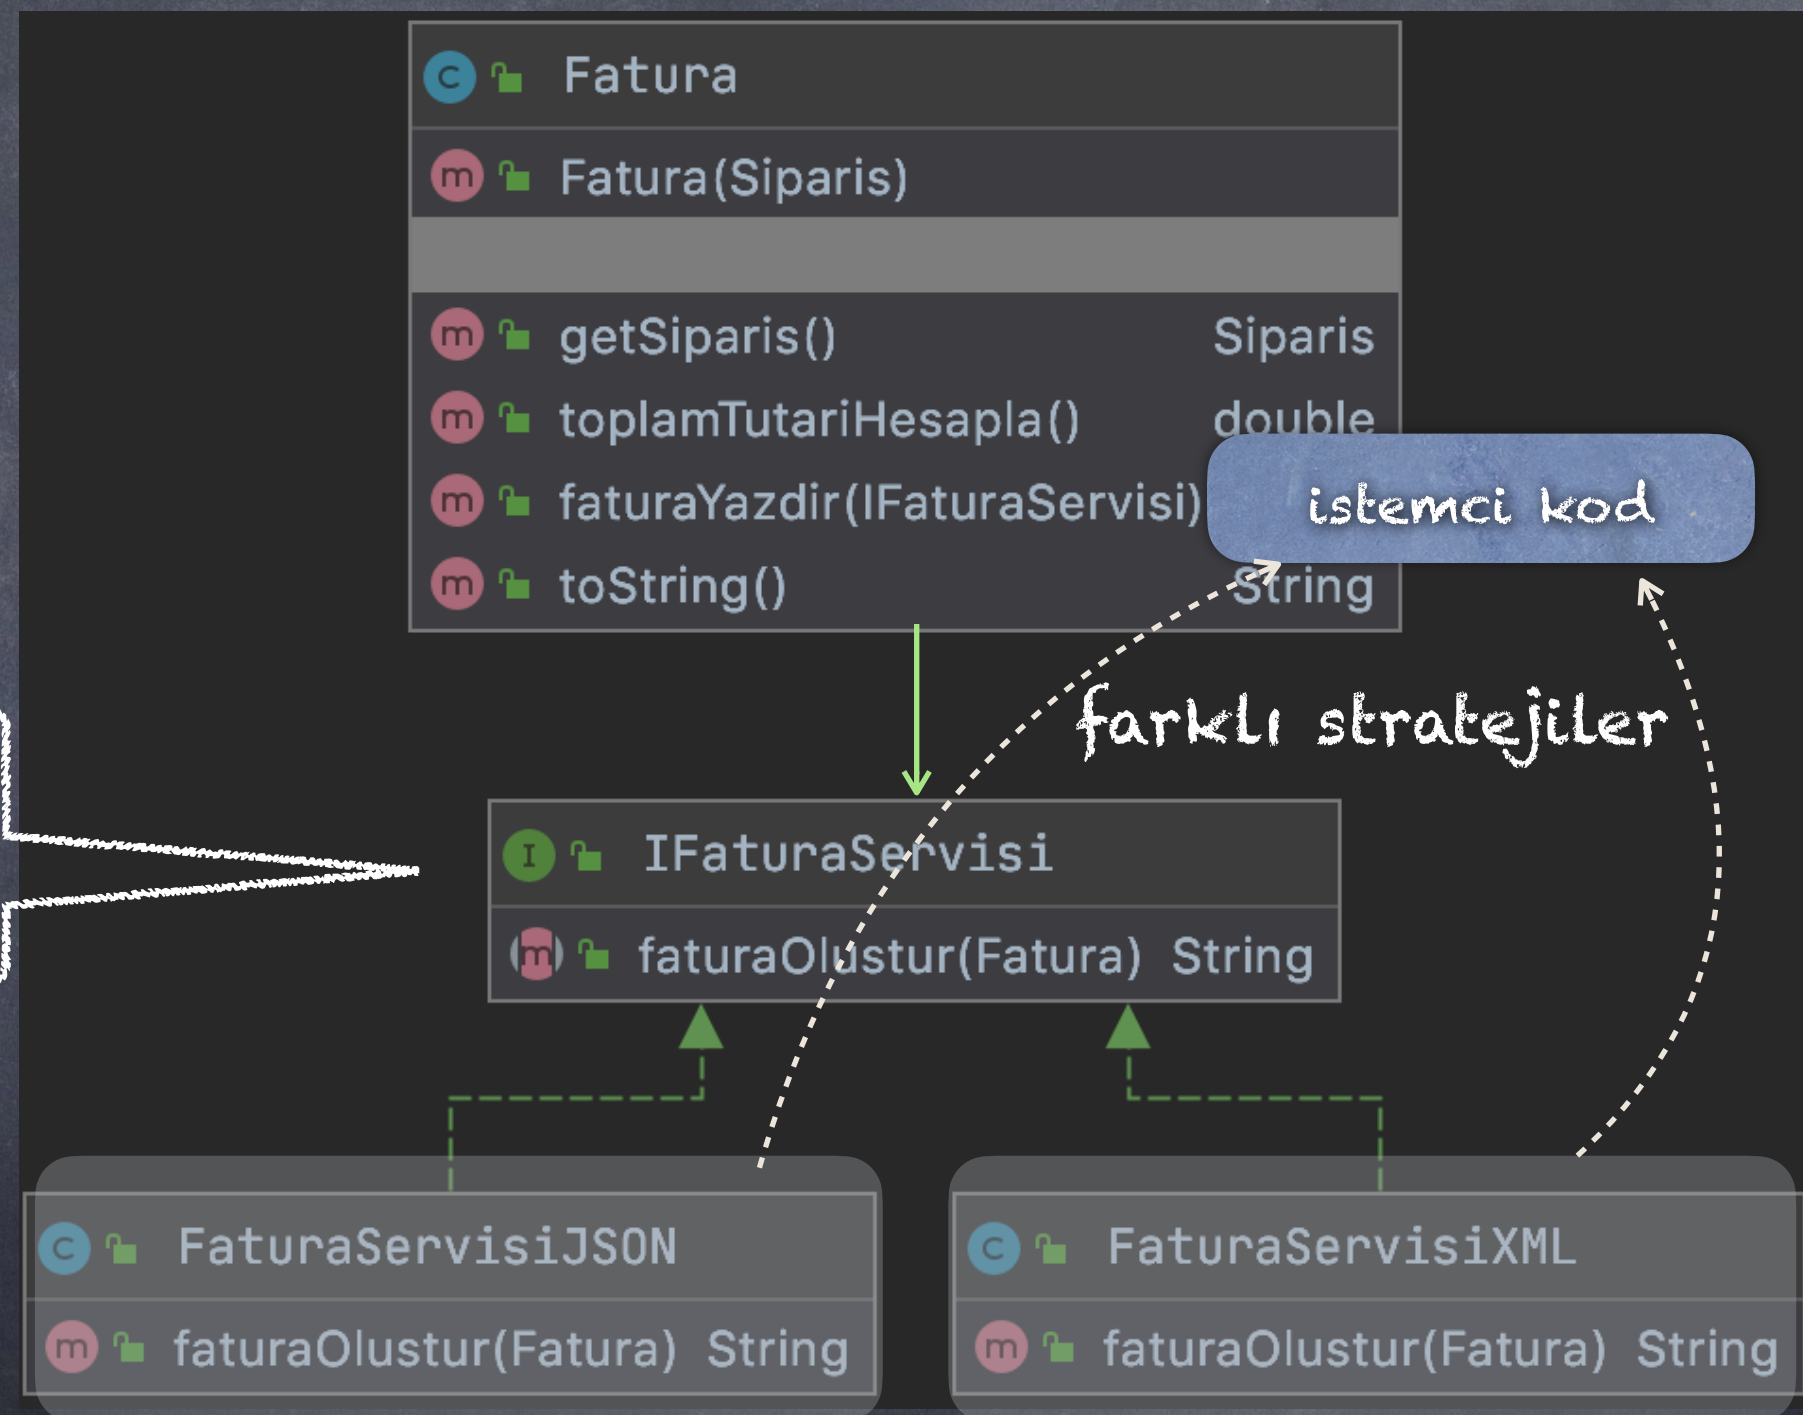 Fatura
Fatura(Siparis)
getSiparis() Siparis
toplamTutariHesapla() double
faturaYazdir(IFaturaServisi)
istemci kod
toString() String
farklı stratejiler
IFaturaServisi
faturaOlustur(Fatura) String
FaturaServisiJSON
faturaOlustur(Fatura) String
FaturaServisiXML
faturaOlustur(Fatura) String